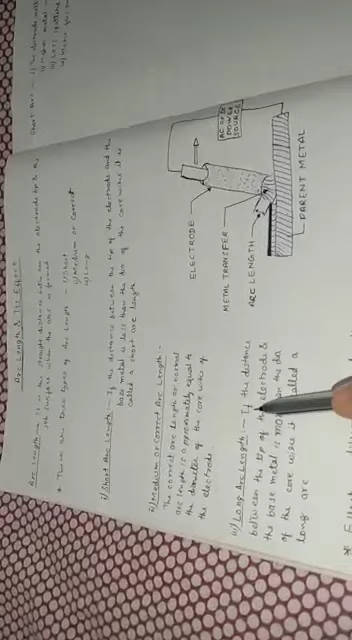 Arc Length & Its Effect
Arc Length - It is the straight distance between the electrode tip & the
job surface when the arc is formed
* There are three types of Arc Length - i) Short
ii) Medium or Correct
iii) Long
i) Short Arc Length - If the distance between the tip of the electrode and the
base metal is less than the dia of the core wire it is
called a short arc length
ii) Medium or Correct Arc Length :-
The correct arc length or normal
arc length is approximately equal to
the diameter of the core wire of
the electrode
iii) Long Arc Length :- If the distance
between the tip of the electrode &
the base metal is more than the dia
of the core wire it called a
long arc
AC or DC
POWER
SOURCE
ELECTRODE
METAL TRANSFER
ARC LENGTH
PARENT METAL
Short Arc -